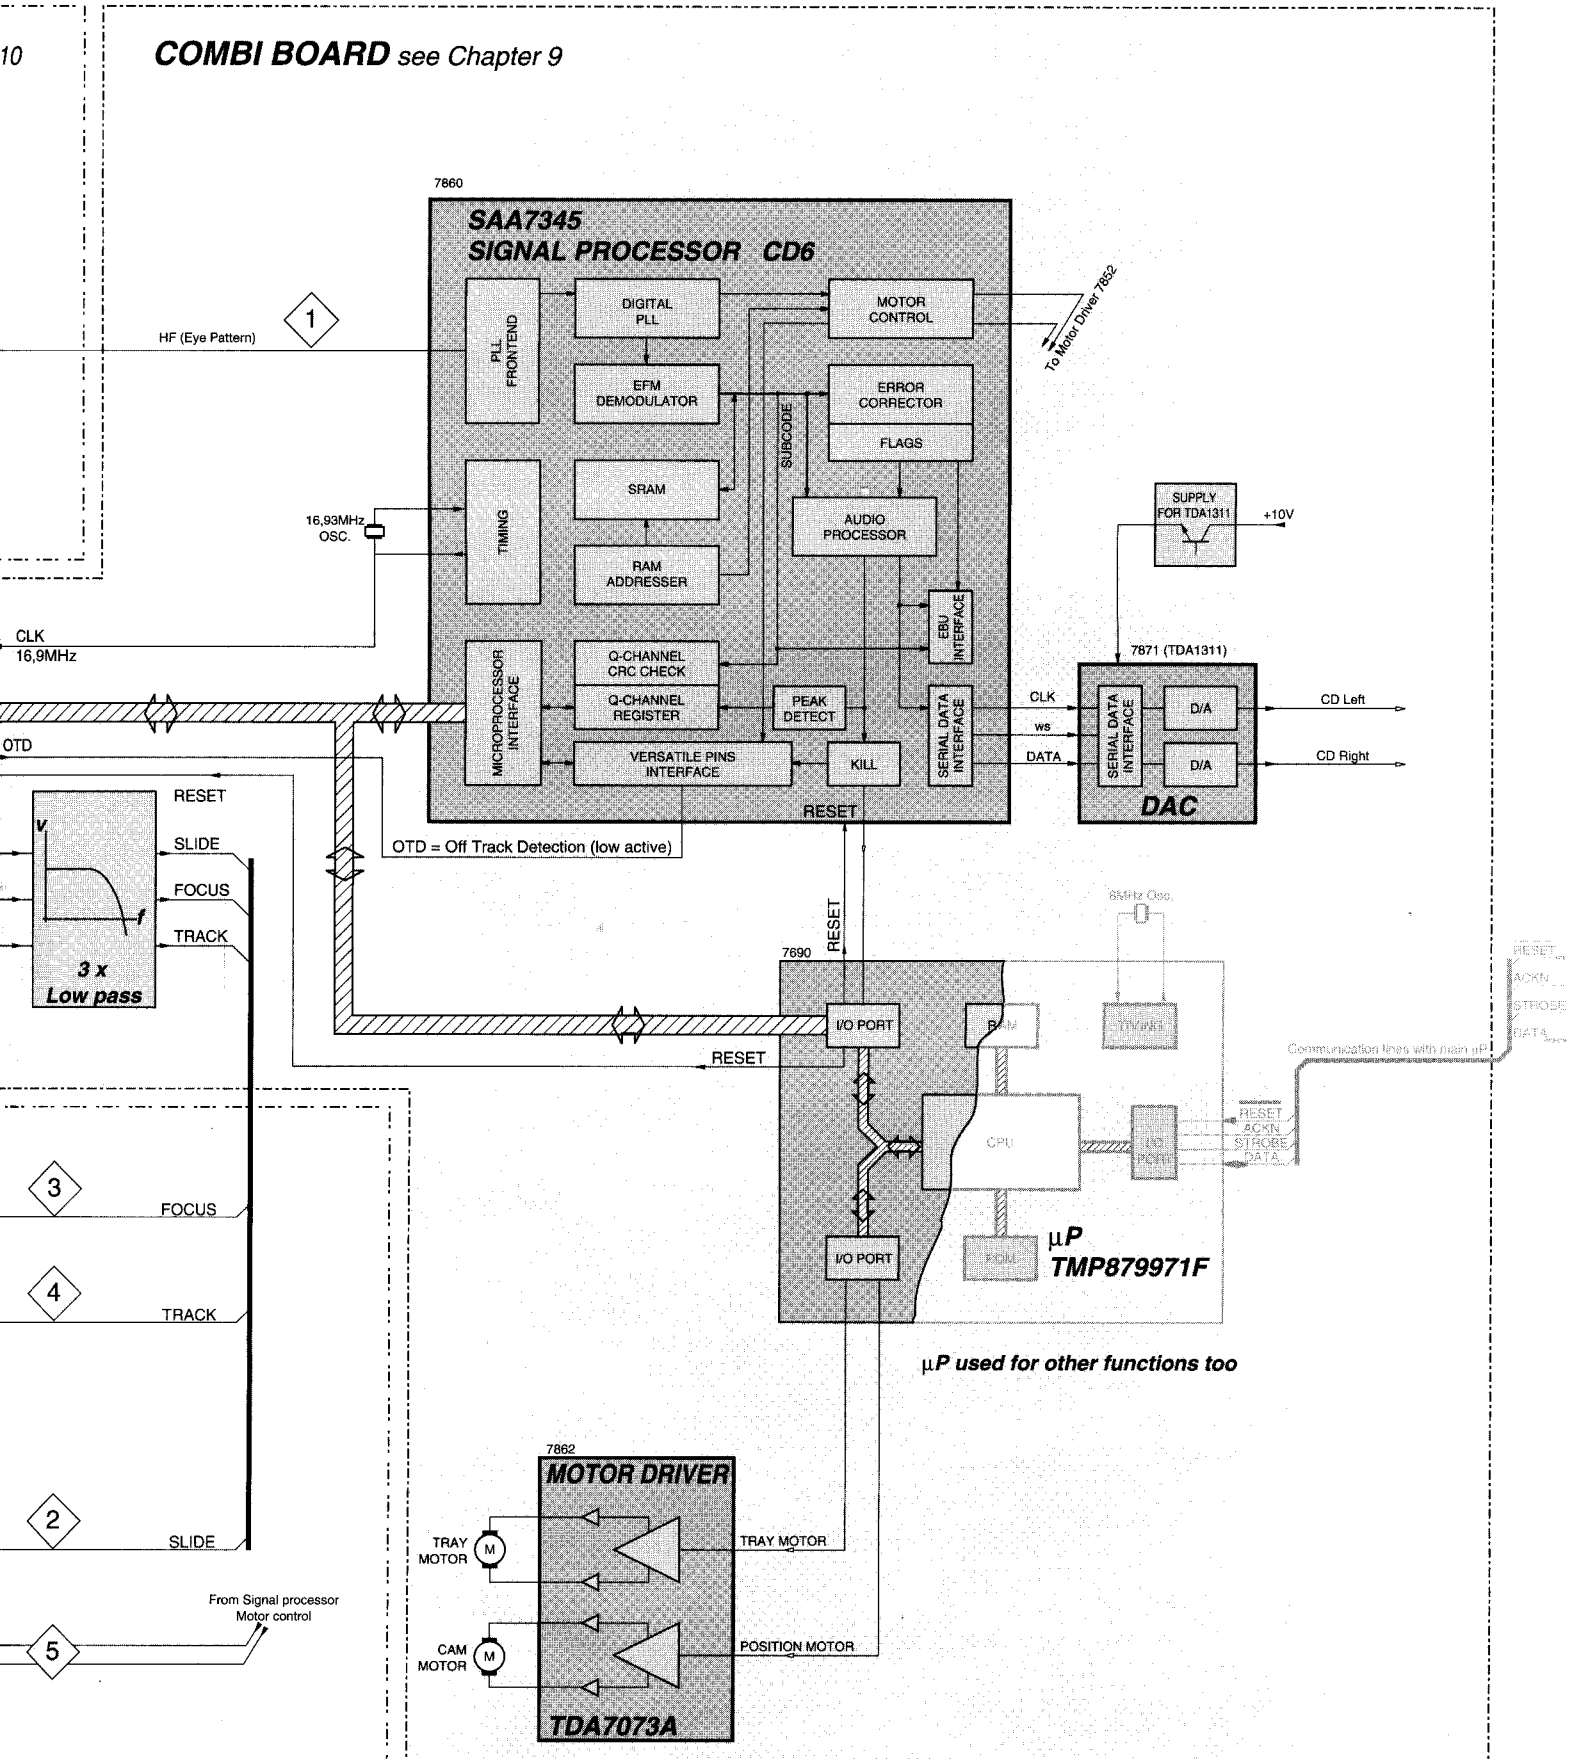 10
COMBI BOARD see Chapter 9
7860
SAA7345
SIGNAL PROCESSOR CD6
PLL
FRONTEND
DIGITAL
PLL
MOTOR
CONTROL
To Motor Driver 7852
1
HF (Eye Pattern)
EFM
DEMODULATOR
ERROR
CORRECTOR
FLAGS
SUBCODE
SRAM
TIMING
16,93MHz
OSC.
AUDIO
PROCESSOR
RAM
ADDRESSER
SUPPLY
FOR TDA1311
+10V
EBU
INTERFACE
CLK
16,9MHz
MICROPROCESSOR
INTERFACE
Q-CHANNEL
CRC CHECK
Q-CHANNEL
REGISTER
PEAK
DETECT
VERSATILE PINS
INTERFACE
KILL
SERIAL DATA
INTERFACE
CLK
ws
DATA
7871 (TDA1311)
SERIAL DATA
INTERFACE
D/A
D/A
DAC
CD Left
CD Right
OTD
RESET
RESET
OTD = Off Track Detection (low active)
V
f
3 x
Low pass
SLIDE
FOCUS
TRACK
RESET
8MHz Osc.
7690
I/O PORT
RAM
TIMING
RESET
ACKN
STROBE
DATA
Communication lines with main µP
RESET
CPU
I/O
PORT
RESET
ACKN
STROBE
DATA
3
FOCUS
I/O PORT
ROM
µP
TMP879971F
4
TRACK
µP used for other functions too
7862
MOTOR DRIVER
2
SLIDE
TRAY
MOTOR
M
TRAY MOTOR
From Signal processor
Motor control
5
CAM
MOTOR
M
POSITION MOTOR
TDA7073A